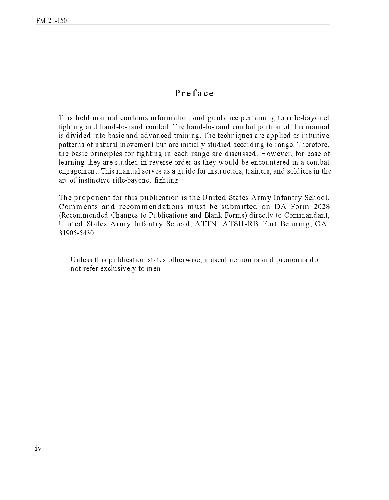 FM 21-150
Preface
This field manual contains information and guidance pertaining to rifle-bayonet
fighting and hand-to-hand combat. The hand-to-hand combat portion of this manual
is divided into basic and advanced training. The techniques are applied as intuitive
patterns of natural movement but are initially studied according to range. Therefore,
the basic principles for fighting in each range are discussed. However, for ease of
learning they are studied in reverse order as they would be encountered in a combat
engagement. This manual serves as a guide for instructors, trainers, and soldiers in the
art of instinctive rifle-bayonet fighting.
The proponent for this publication is the United States Army Infantry School.
Comments and recommendations must be submitted on DA Form 2028
(Recommended Changes to Publications and Blank Forms) directly to Commandant,
United States Army Infantry School, ATTN: ATSH-RB, Fort Benning, GA,
31905-5430.
Unless this publication states otherwise, masculine nouns and pronouns do
not refer exclusively to men.
iv